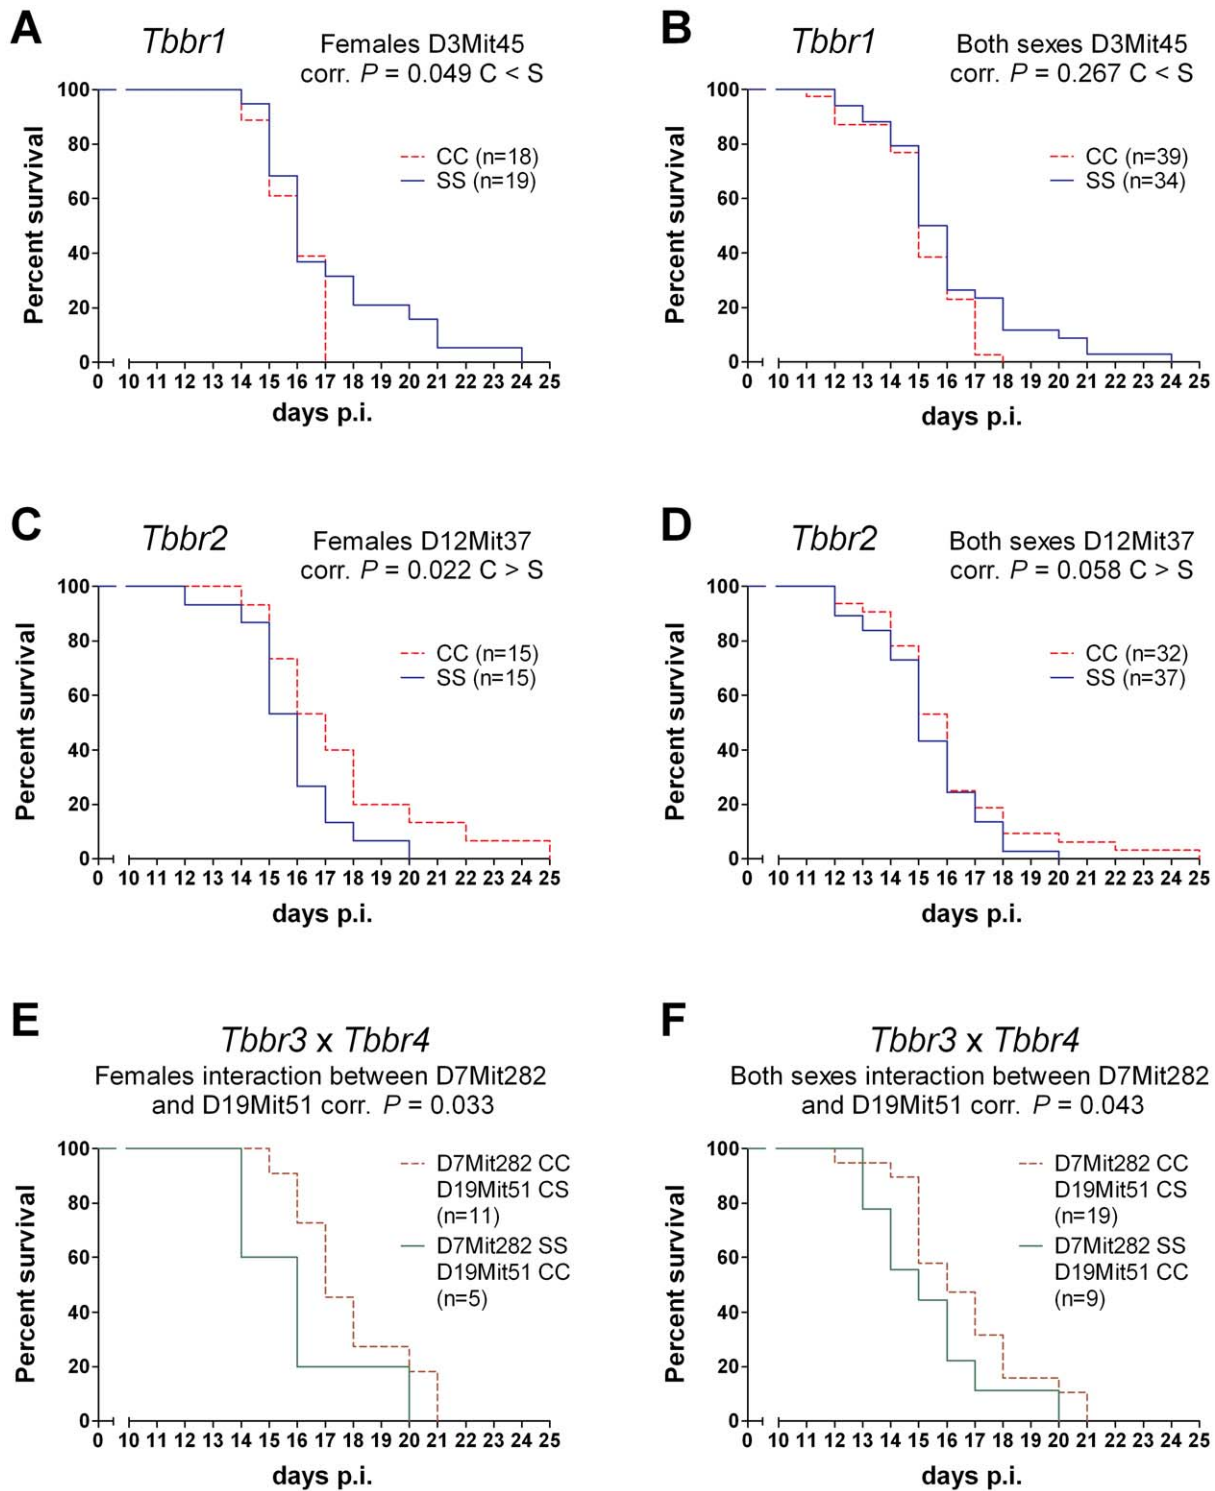 A
Tbbr1
Females D3Mit45
corr. P = 0.049 C < S
Percent survival
100
80
60
40
20
0
CC (n=18)
SS (n=19)
0 10 11 12 13 14 15 16 17 18 19 20 21 22 23 24 25
days p.i.
B
Tbbr1
Both sexes D3Mit45
corr. P = 0.267 C < S
Percent survival
100
80
60
40
20
0
CC (n=39)
SS (n=34)
0 10 11 12 13 14 15 16 17 18 19 20 21 22 23 24 25
days p.i.
C
Tbbr2
Females D12Mit37
corr. P = 0.022 C > S
Percent survival
100
80
60
40
20
0
CC (n=15)
SS (n=15)
0 10 11 12 13 14 15 16 17 18 19 20 21 22 23 24 25
days p.i.
D
Tbbr2
Both sexes D12Mit37
corr. P = 0.058 C > S
Percent survival
100
80
60
40
20
0
CC (n=32)
SS (n=37)
0 10 11 12 13 14 15 16 17 18 19 20 21 22 23 24 25
days p.i.
E
Tbbr3 x Tbbr4
Females interaction between D7Mit282
and D19Mit51 corr. P = 0.033
Percent survival
100
80
60
40
20
0
D7Mit282 CC
D19Mit51 CS
(n=11)
D7Mit282 SS
D19Mit51 CC
(n=5)
0 10 11 12 13 14 15 16 17 18 19 20 21 22 23 24 25
days p.i.
F
Tbbr3 x Tbbr4
Both sexes interaction between D7Mit282
and D19Mit51 corr. P = 0.043
Percent survival
100
80
60
40
20
0
D7Mit282 CC
D19Mit51 CS
(n=19)
D7Mit282 SS
D19Mit51 CC
(n=9)
0 10 11 12 13 14 15 16 17 18 19 20 21 22 23 24 25
days p.i.